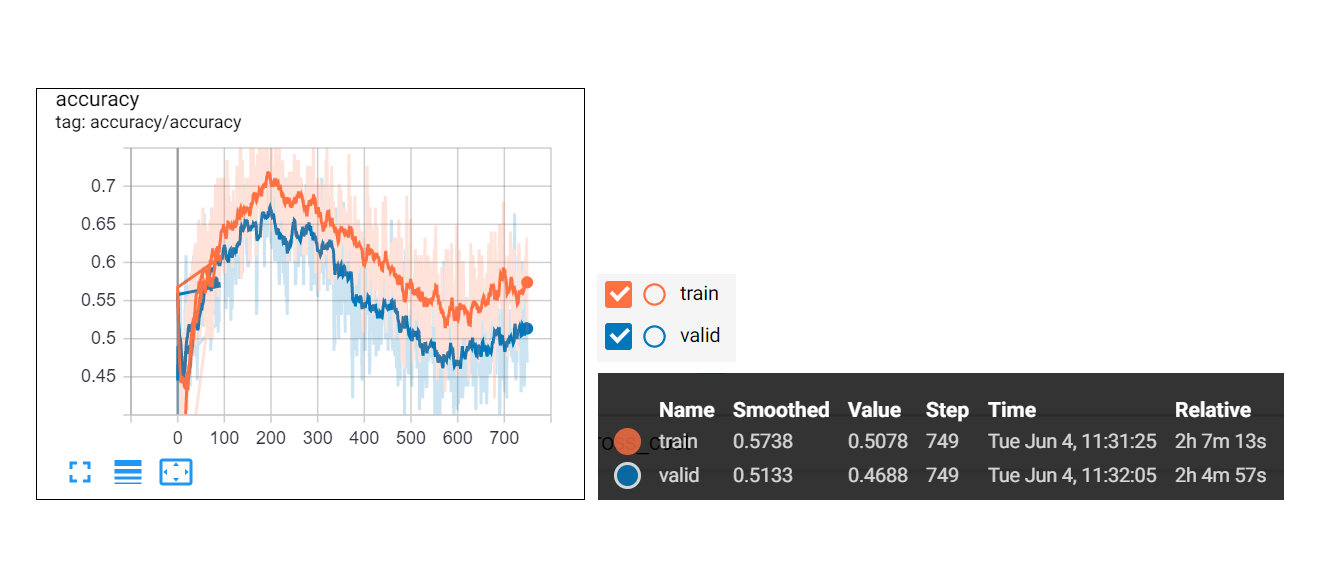 accuracy
tag: accuracy/accuracy
0.7
0.65
0.6
0.55
0.5
0.45
0 100 200 300 400 500 600 700
train
valid
Name Smoothed Value Step Time Relative
train 0.5738 0.5078 749 Tue Jun 4, 11:31:25 2h 7m 13s
valid 0.5133 0.4688 749 Tue Jun 4, 11:32:05 2h 4m 57s